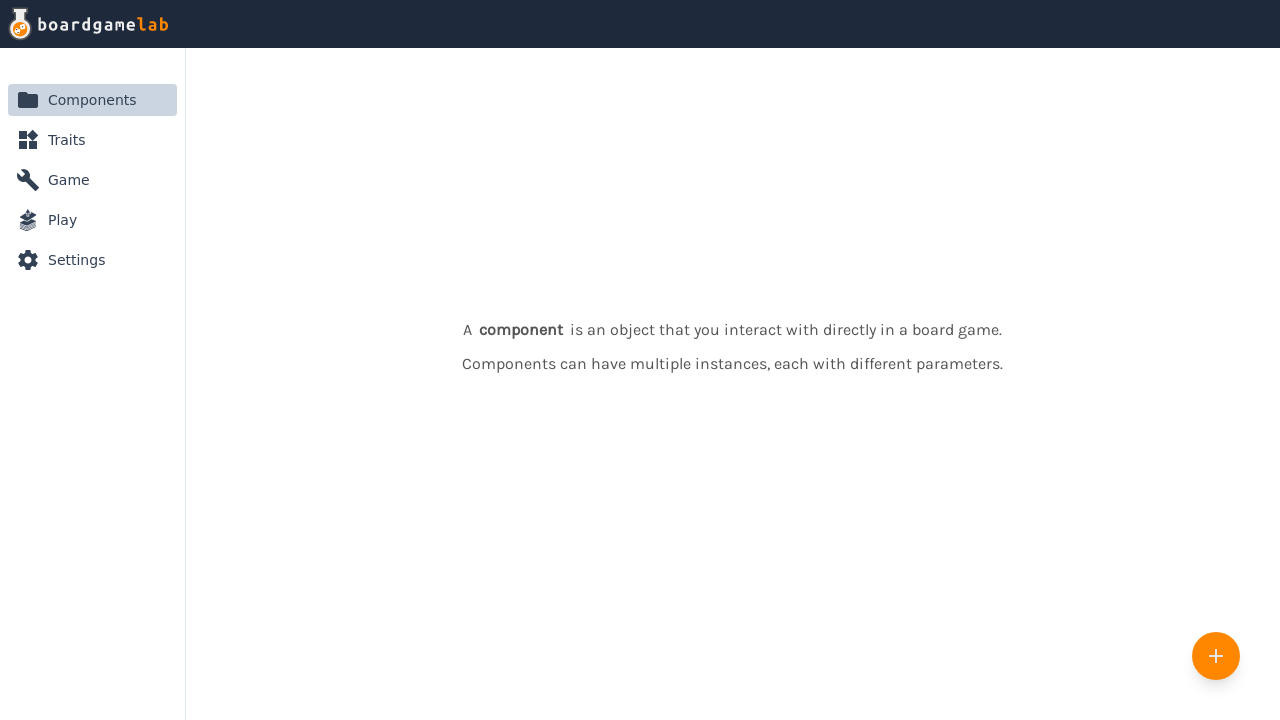 boardgamelab
Components
Traits
Game
Play
Settings
A component is an object that you interact with directly in a board game.
Components can have multiple instances, each with different parameters.